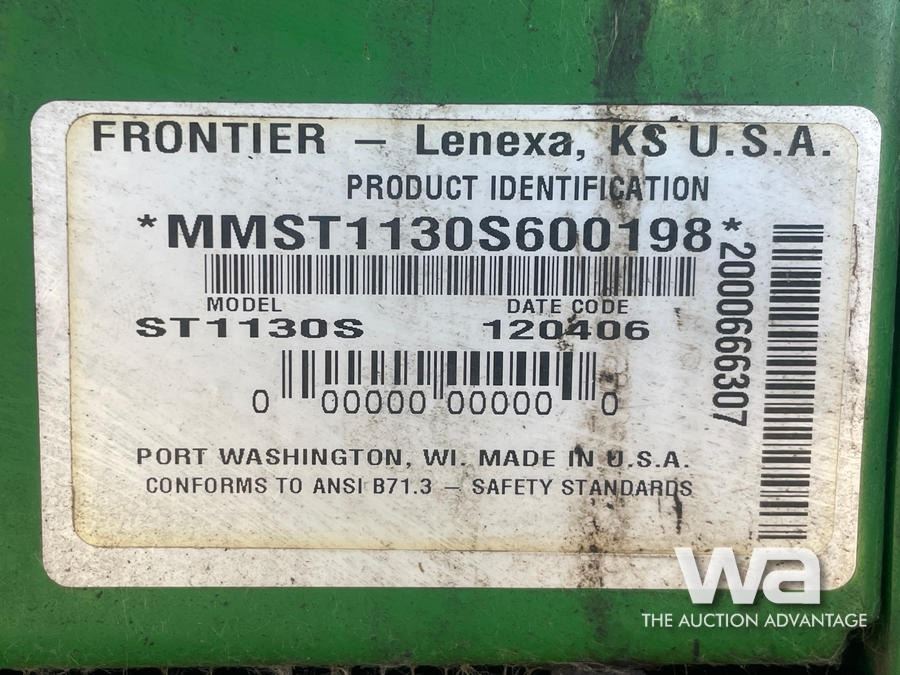 FRONTIER – Lenexa, KS U.S.A.
PRODUCT IDENTIFICATION
*MMST1130S600198*
MODEL DATE CODE
ST1130S 120406
0 00000 00000 0
20006666307
PORT WASHINGTON, WI. MADE IN U.S.A.
CONFORMS TO ANSI B71.3 – SAFETY STANDARDS
wa
THE AUCTION ADVANTAGE